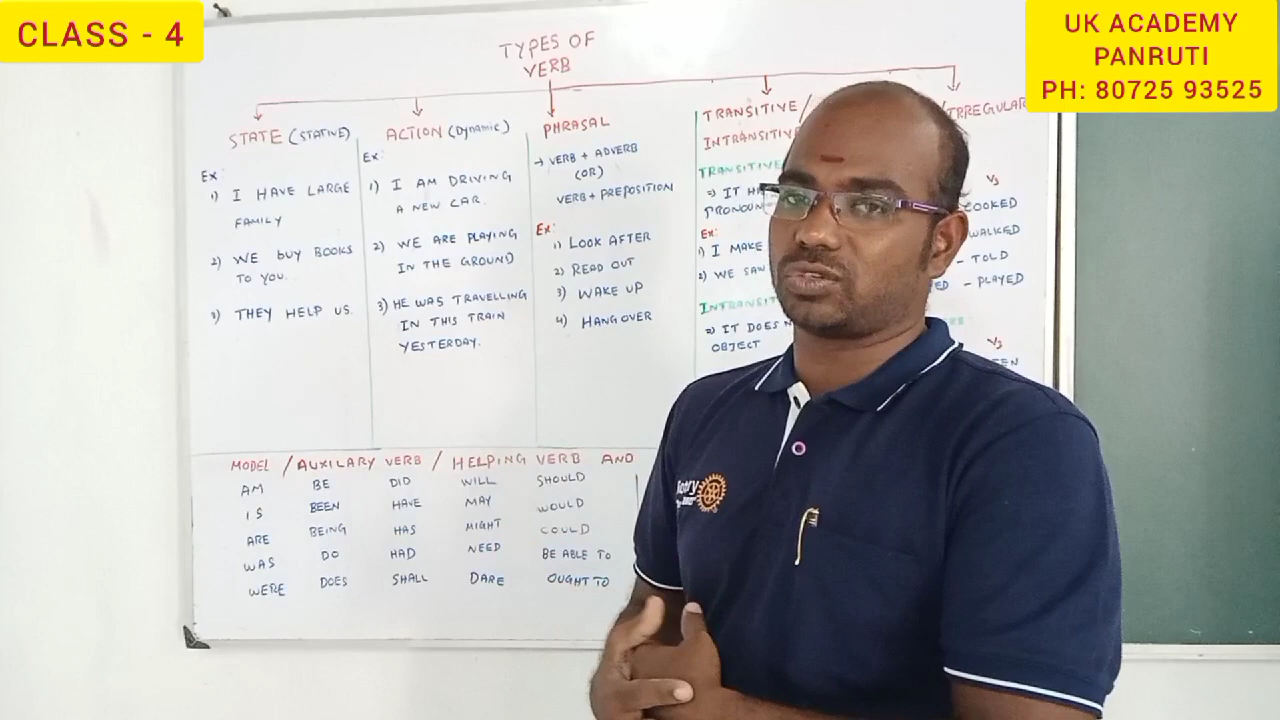 CLASS - 4
UK ACADEMY
PANRUTI
PH: 80725 93525
TYPES OF
VERB
STATE (STATIVE)
Ex:
1) I HAVE LARGE
FAMILY
2) WE BUY BOOKS
TO YOU.
3) THEY HELP US.
ACTION (Dynamic)
Ex:
1) I AM DRIVING
A NEW CAR.
2) WE ARE PLAYING
IN THE GROUND
3) HE WAS TRAVELLING
IN THIS TRAIN
YESTERDAY.
PHRASAL
→ VERB + ADVERB
(OR)
VERB + PREPOSITION
Ex:
1) LOOK AFTER
2) READ OUT
3) WAKE UP
4) HANGOVER
TRANSITIVE /
INTRANSITIVE
TRANSITIVE
⇒ IT
PRONOUN
Ex:
1) I MAKE
2) WE SAW
⇒ IT DOES
OBJECT
/ IRREGULAR
V3
COOKED
WALKED
- TOLD
- PLAYED
V3
MODEL / AUXILARY VERB / HELPING VERB AND
AM BE DID WILL SHOULD
IS BEEN HAVE MAY WOULD
ARE BEING HAS MIGHT COULD
WAS DO HAD NEED BE ABLE TO
WERE DOES SHALL DARE OUGHT TO